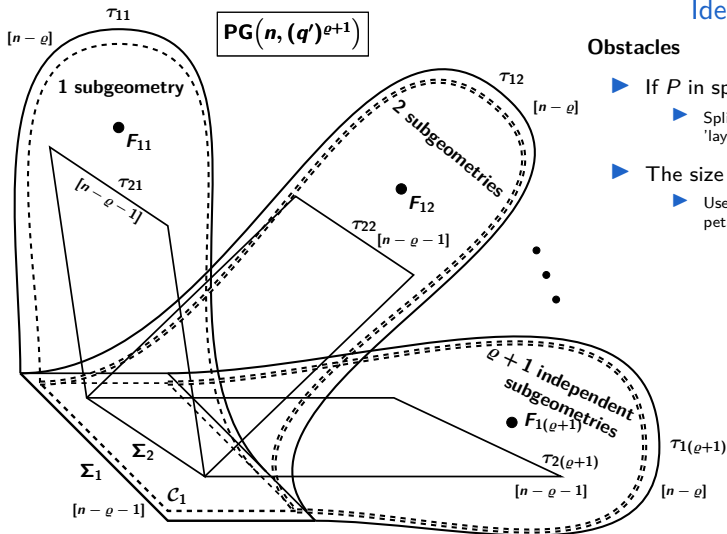 Ide
τ₁₁
[n - ϱ]
PG(n, (q′)^{ϱ+1})
Obstacles
1 subgeometry
F₁₁
τ₂₁
[n - ϱ - 1]
τ₁₂
[n - ϱ]
2 subgeometries
F₁₂
τ₂₂
[n - ϱ - 1]
▶ If P in sp
▶ Spli
'lay
▶ The size
▶ Use
pet
ϱ + 1 independent
subgeometries
F₁₍ϱ₊₁₎
τ₁₍ϱ₊₁₎
τ₂₍ϱ₊₁₎
[n - ϱ - 1]
[n - ϱ]
Σ₂
Σ₁
C₁
[n - ϱ - 1]